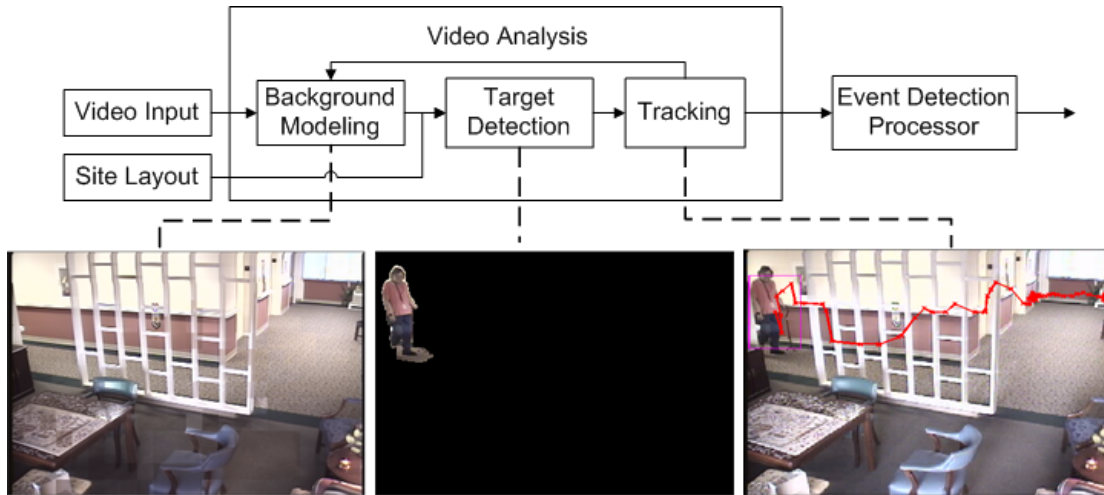 Video Analysis
Video Input
Background
Modeling
Target
Detection
Tracking
Event Detection
Processor
Site Layout